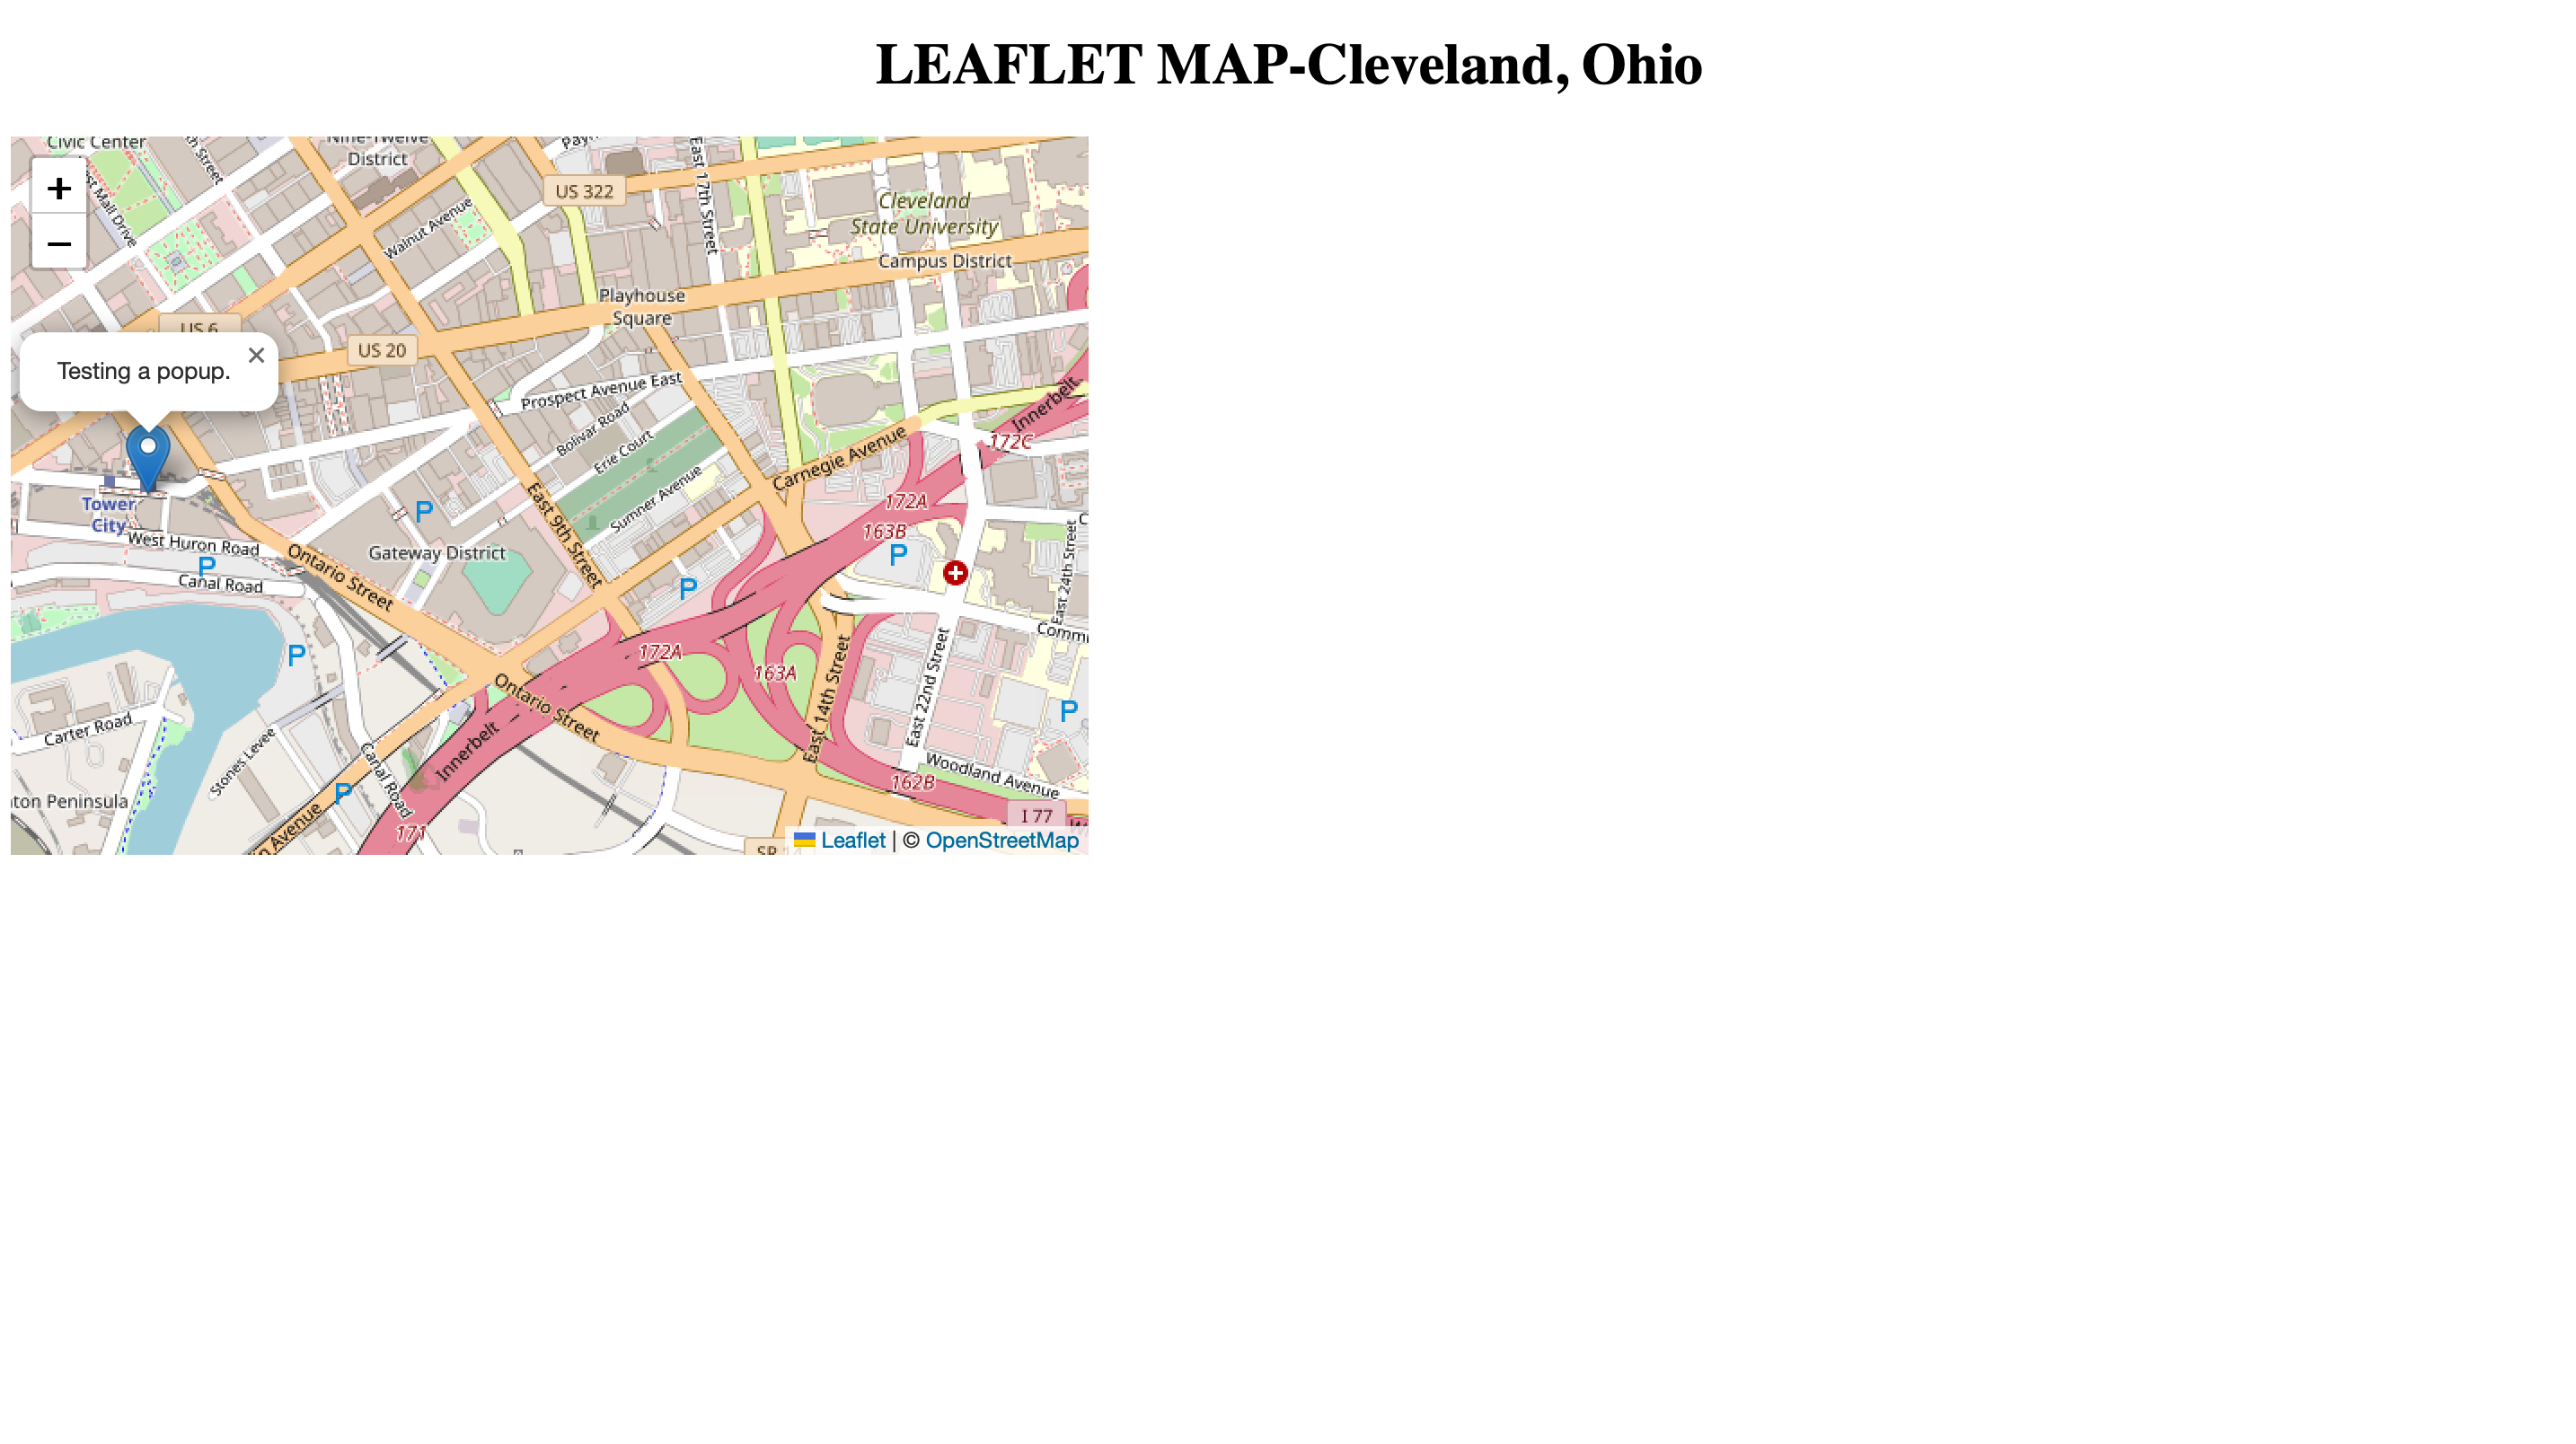 LEAFLET MAP-Cleveland, Ohio
Civic Center
Nine-Twelve
District
+
−
US 322
East 17th Street
Walnut Avenue
Cleveland
State University
Campus District
Playhouse
Square
US 6
US 20
Testing a popup. ×
Prospect Avenue East
Bolivar Road
Erie Court
Sumner Avenue
Carnegie Avenue
Innerbelt
172C
172A
163B
Tower
City
P
East 9th Street
West Huron Road
Gateway District
P
P
P
Canal Road
Ontario Street
East 24th Street
P
172A
163A
East 14th Street
East 22nd Street
Ontario Street
P
Carter Road
Stones Levee
Innerbelt
Canal Road
Woodland Avenue
162B
P
Avenue
171
I 77
Peninsula
Leaflet | © OpenStreetMap